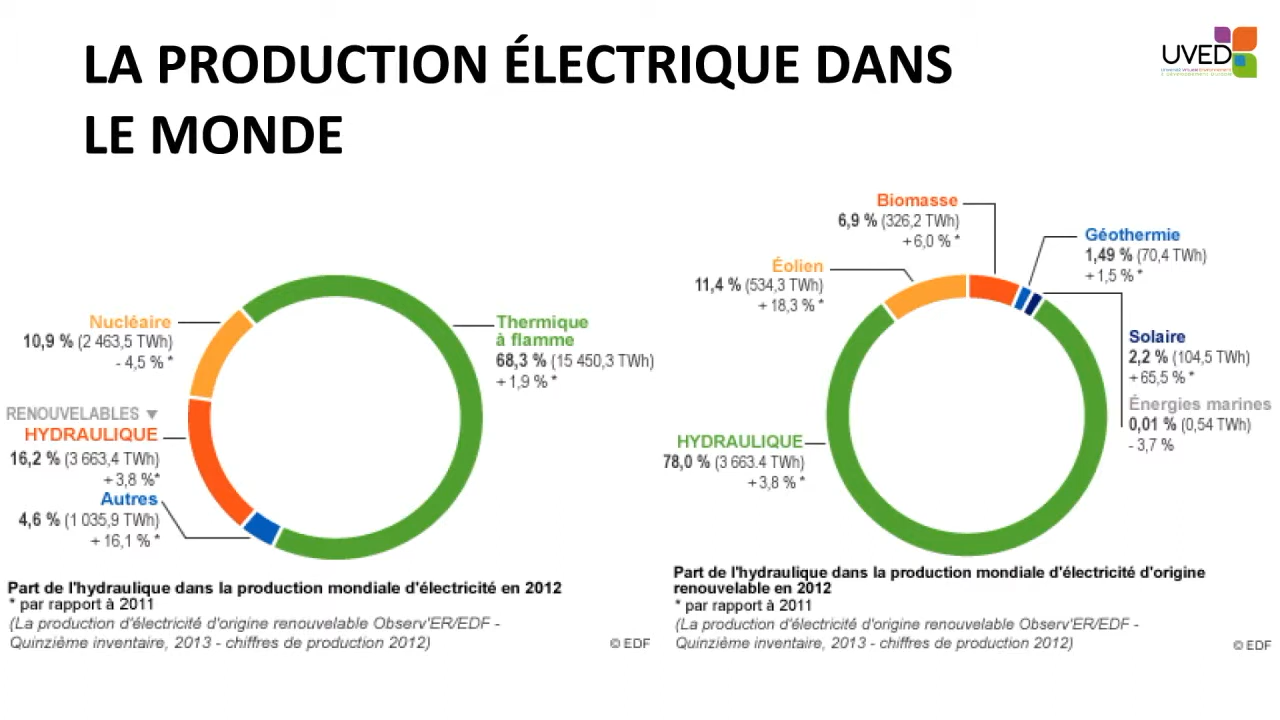 LA PRODUCTION ÉLECTRIQUE DANS
LE MONDE
UVED
Nucléaire
10,9 % (2 463,5 TWh)
- 4,5 % *
RENOUVELABLES ▼
HYDRAULIQUE
16,2 % (3 663,4 TWh)
+ 3,8 %*
Autres
4,6 % (1 035,9 TWh)
+ 16,1 % *
Thermique
à flamme
68,3 % (15 450,3 TWh)
+ 1,9 % *
Part de l'hydraulique dans la production mondiale d'électricité en 2012
* par rapport à 2011
(La production d'électricité d'origine renouvelable Observ'ER/EDF -
Quinzième inventaire, 2013 - chiffres de production 2012)
© EDF
Biomasse
6,9 % (326,2 TWh)
+ 6,0 % *
Éolien
11,4 % (534,3 TWh)
+ 18,3 % *
Géothermie
1,49 % (70,4 TWh)
+ 1,5 % *
Solaire
2,2 % (104,5 TWh)
+ 65,5 % *
Énergies marines
0,01 % (0,54 TWh)
- 3,7 %
HYDRAULIQUE
78,0 % (3 663.4 TWh)
+ 3,8 % *
Part de l'hydraulique dans la production mondiale d'électricité d'origine
renouvelable en 2012
* par rapport à 2011
(La production d'électricité d'origine renouvelable Observ'ER/EDF -
Quinzième inventaire, 2013 - chiffres de production 2012)
© EDF